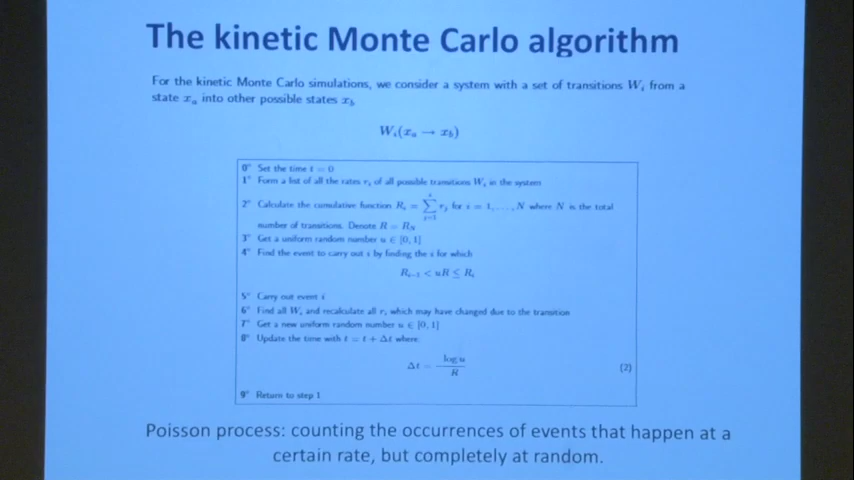 The kinetic Monte Carlo algorithm
For the kinetic Monte Carlo simulations, we consider a system with a set of transitions W_i from a
state x_a into other possible states x_b
W_i(x_a → x_b)
0° Set the time t = 0
1° Form a list of all the rates r_i of all possible transitions W_i in the system
2° Calculate the cumulative function R_i = ∑_{j=1}^{i} r_j for i = 1, . . . , N where N is the total
number of transitions. Denote R = R_N
3° Get a uniform random number u ∈ [0, 1]
4° Find the event to carry out i by finding the i for which
R_{i−1} < uR ≤ R_i
5° Carry out event i
6° Find all W_i and recalculate all r_i which may have changed due to the transition
7° Get a new uniform random number u ∈ [0, 1]
8° Update the time with t = t + Δt where:
Δt = log u / R (2)
9° Return to step 1
Poisson process: counting the occurrences of events that happen at a
certain rate, but completely at random.